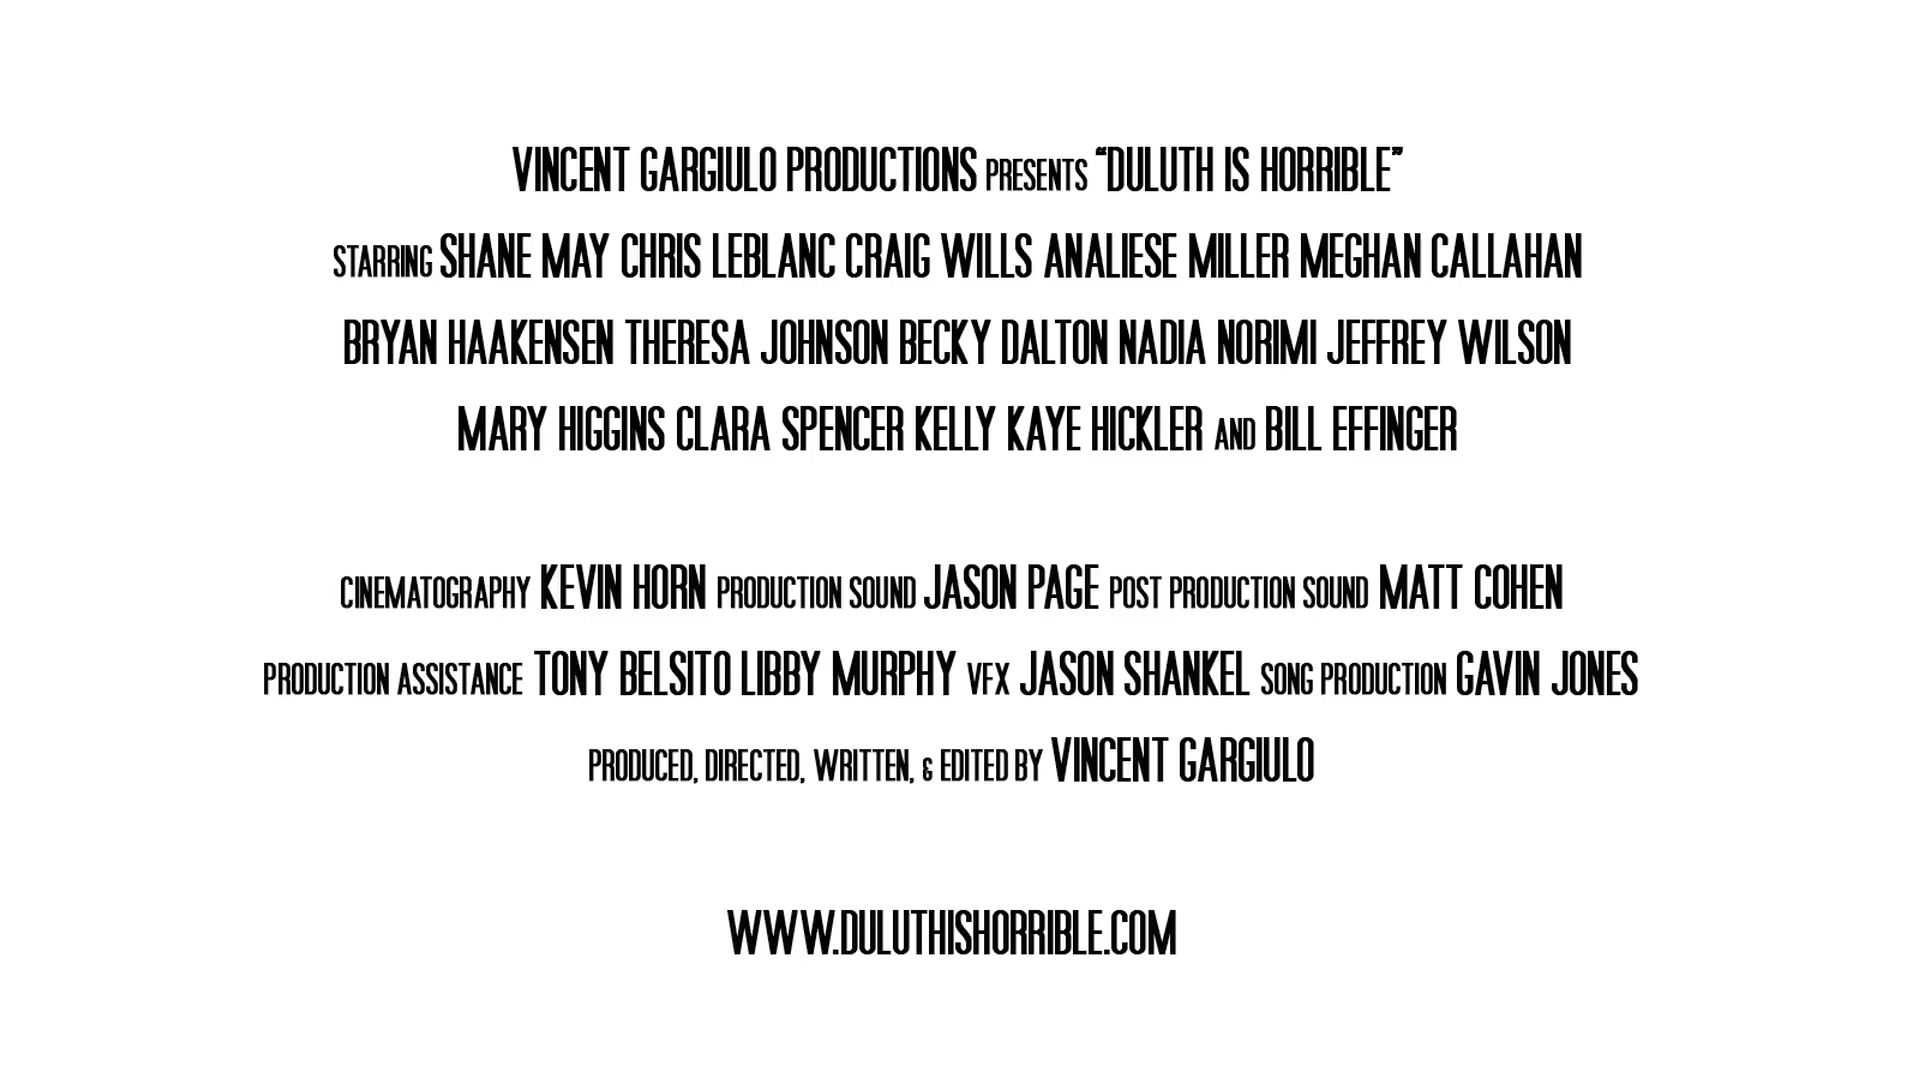 VINCENT GARGIULO PRODUCTIONS PRESENTS “DULUTH IS HORRIBLE”
STARRING SHANE MAY CHRIS LEBLANC CRAIG WILLS ANALIESE MILLER MEGHAN CALLAHAN
BRYAN HAAKENSEN THERESA JOHNSON BECKY DALTON NADIA NORIMI JEFFREY WILSON
MARY HIGGINS CLARA SPENCER KELLY KAYE HICKLER AND BILL EFFINGER
CINEMATOGRAPHY KEVIN HORN PRODUCTION SOUND JASON PAGE POST PRODUCTION SOUND MATT COHEN
PRODUCTION ASSISTANCE TONY BELSITO LIBBY MURPHY VFX JASON SHANKEL SONG PRODUCTION GAVIN JONES
PRODUCED, DIRECTED, WRITTEN, & EDITED BY VINCENT GARGIULO
WWW.DULUTHISHORRIBLE.COM